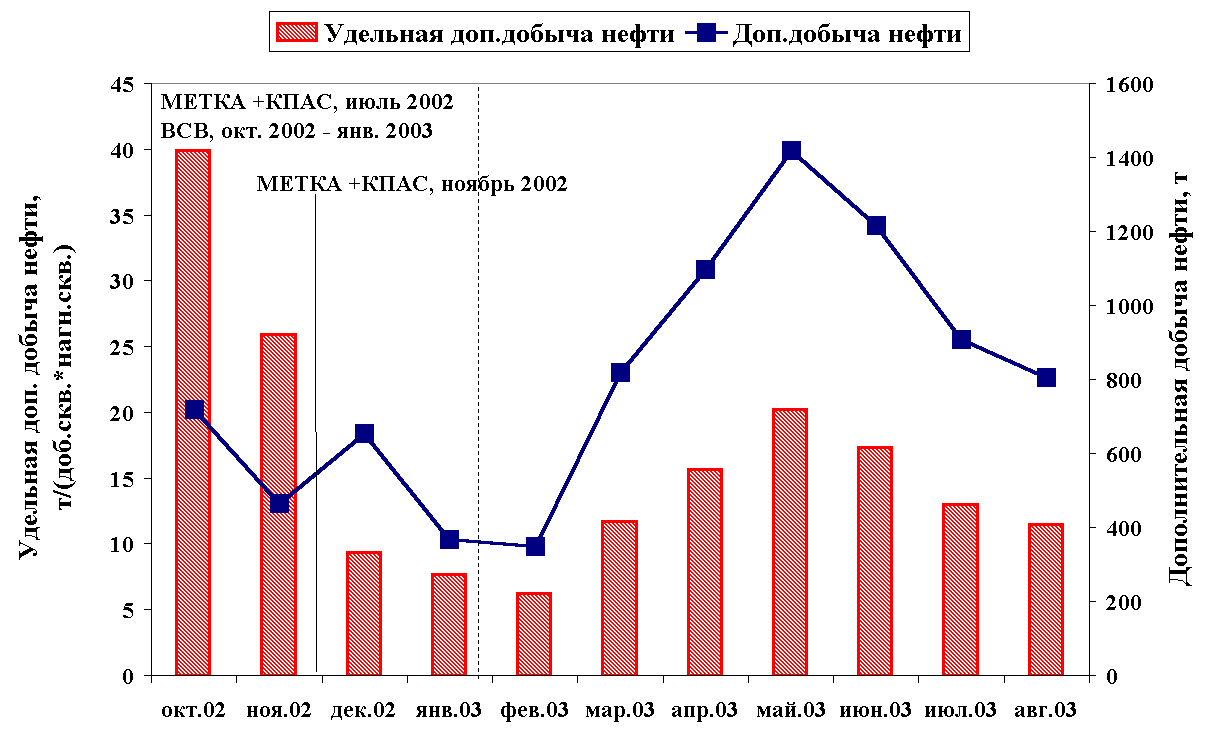 Удельная доп.добыча нефти Доп.добыча нефти
МЕТКА +КПАС, июль 2002
ВСВ, окт. 2002 - янв. 2003
МЕТКА +КПАС, ноябрь 2002
Удельная доп. добыча нефти,
т/(доб.скв.*нагн.скв.)
45
40
35
30
25
20
15
10
5
0
1600
1400
1200
1000
800
600
400
200
0
Дополнительная добыча нефти, т
окт.02 ноя.02 дек.02 янв.03 фев.03 мар.03 апр.03 май.03 июн.03 июл.03 авг.03